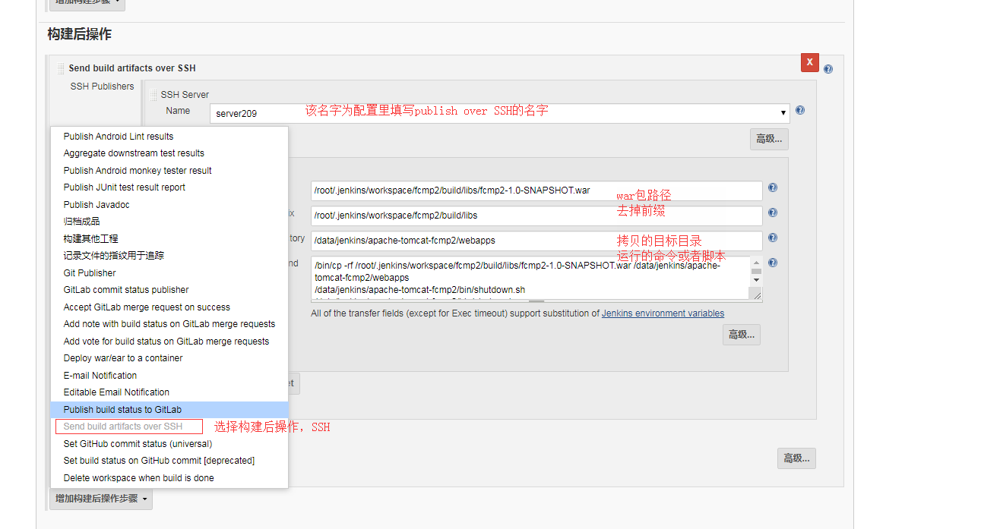 增加构建步骤
构建后操作
Send build artifacts over SSH
X
SSH Publishers
SSH Server
Name
server209
该名字为配置里填写publish over SSH的名字
高级...
/root/.jenkins/workspace/fcmp2/build/libs/fcmp2-1.0-SNAPSHOT.war
war包路径
ix
/root/.jenkins/workspace/fcmp2/build/libs
去掉前缀
tory
/data/jenkins/apache-tomcat-fcmp2/webapps
拷贝的目标目录
运行的命令或者脚本
nd
/bin/cp -rf /root/.jenkins/workspace/fcmp2/build/libs/fcmp2-1.0-SNAPSHOT.war /data/jenkins/apache-
tomcat-fcmp2/webapps
/data/jenkins/apache-tomcat-fcmp2/bin/shutdown.sh
All of the transfer fields (except for Exec timeout) support substitution of Jenkins environment variables
高级...
et
高级...
Publish Android Lint results
Aggregate downstream test results
Publish Android monkey tester result
Publish JUnit test result report
Publish Javadoc
归档成品
构建其他工程
记录文件的指纹用于追踪
Git Publisher
GitLab commit status publisher
Accept GitLab merge request on success
Add note with build status on GitLab merge requests
Add vote for build status on GitLab merge requests
Deploy war/ear to a container
E-mail Notification
Editable Email Notification
Publish build status to GitLab
Send build artifacts over SSH
选择构建后操作，SSH
Set GitHub commit status (universal)
Set build status on GitHub commit [deprecated]
Delete workspace when build is done
增加构建后操作步骤